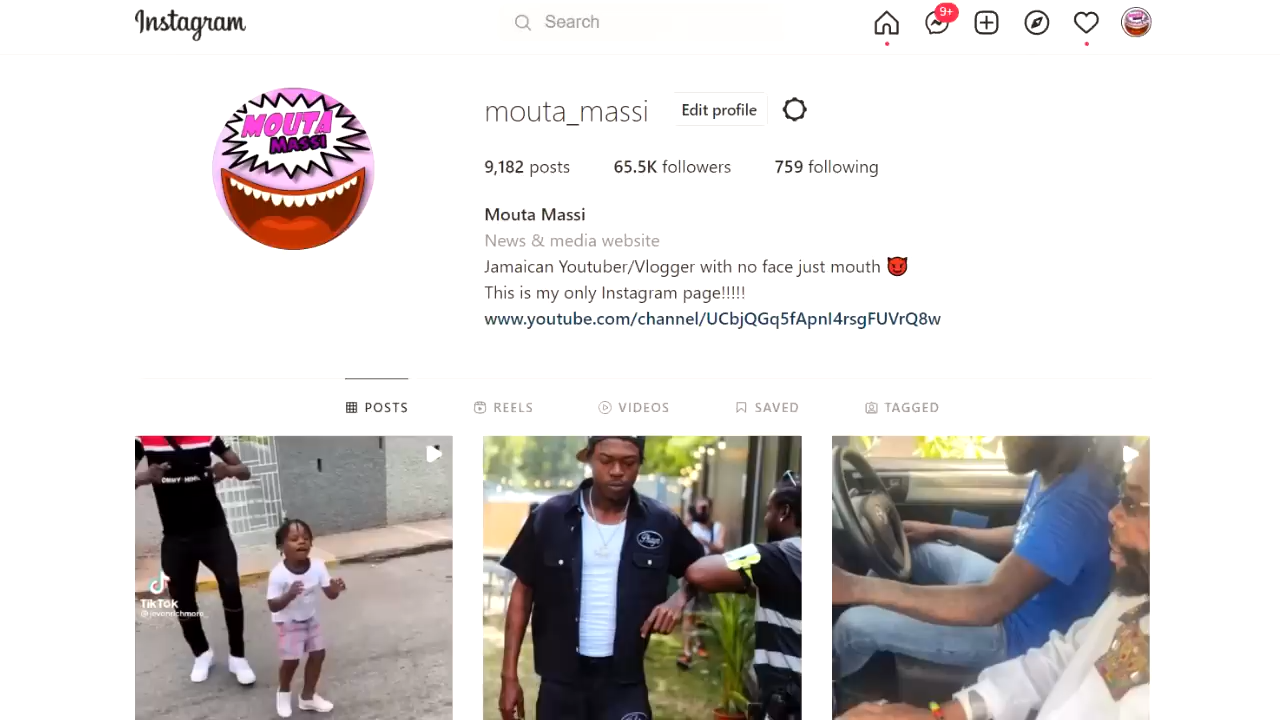 Instagram
Search
9+
MOUTA
MASSI
mouta_massi Edit profile
9,182 posts 65.5K followers 759 following
Mouta Massi
News & media website
Jamaican Youtuber/Vlogger with no face just mouth 😈
This is my only Instagram page!!!!!
www.youtube.com/channel/UCbjQGq5fApnI4rsgFUVrQ8w
POSTS REELS VIDEOS SAVED TAGGED
TikTok